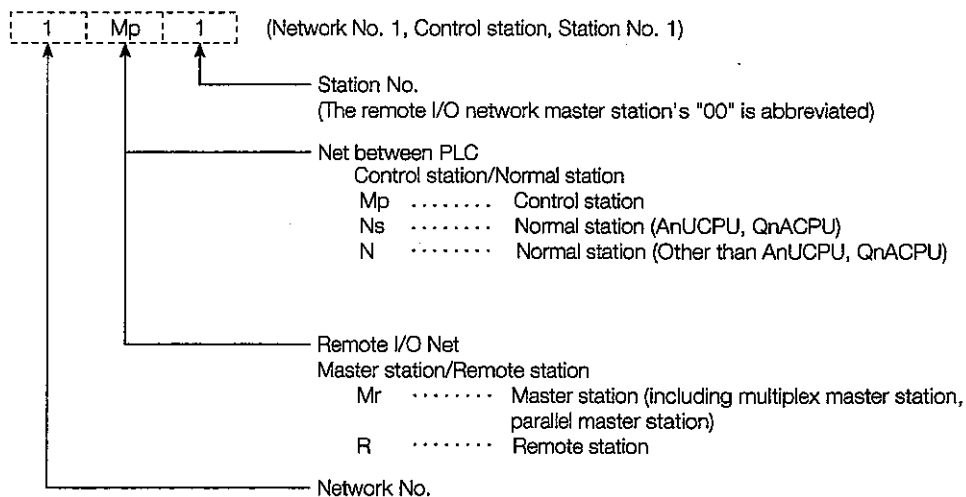 1 Mp 1 (Network No. 1, Control station, Station No. 1)
Station No.
(The remote I/O network master station's "00" is abbreviated)
Net between PLC
Control station/Normal station
Mp ........ Control station
Ns ........ Normal station (AnUCPU, QnACPU)
N ........ Normal station (Other than AnUCPU, QnACPU)
Remote I/O Net
Master station/Remote station
Mr ........ Master station (including multiplex master station,
parallel master station)
R ........ Remote station
Network No.